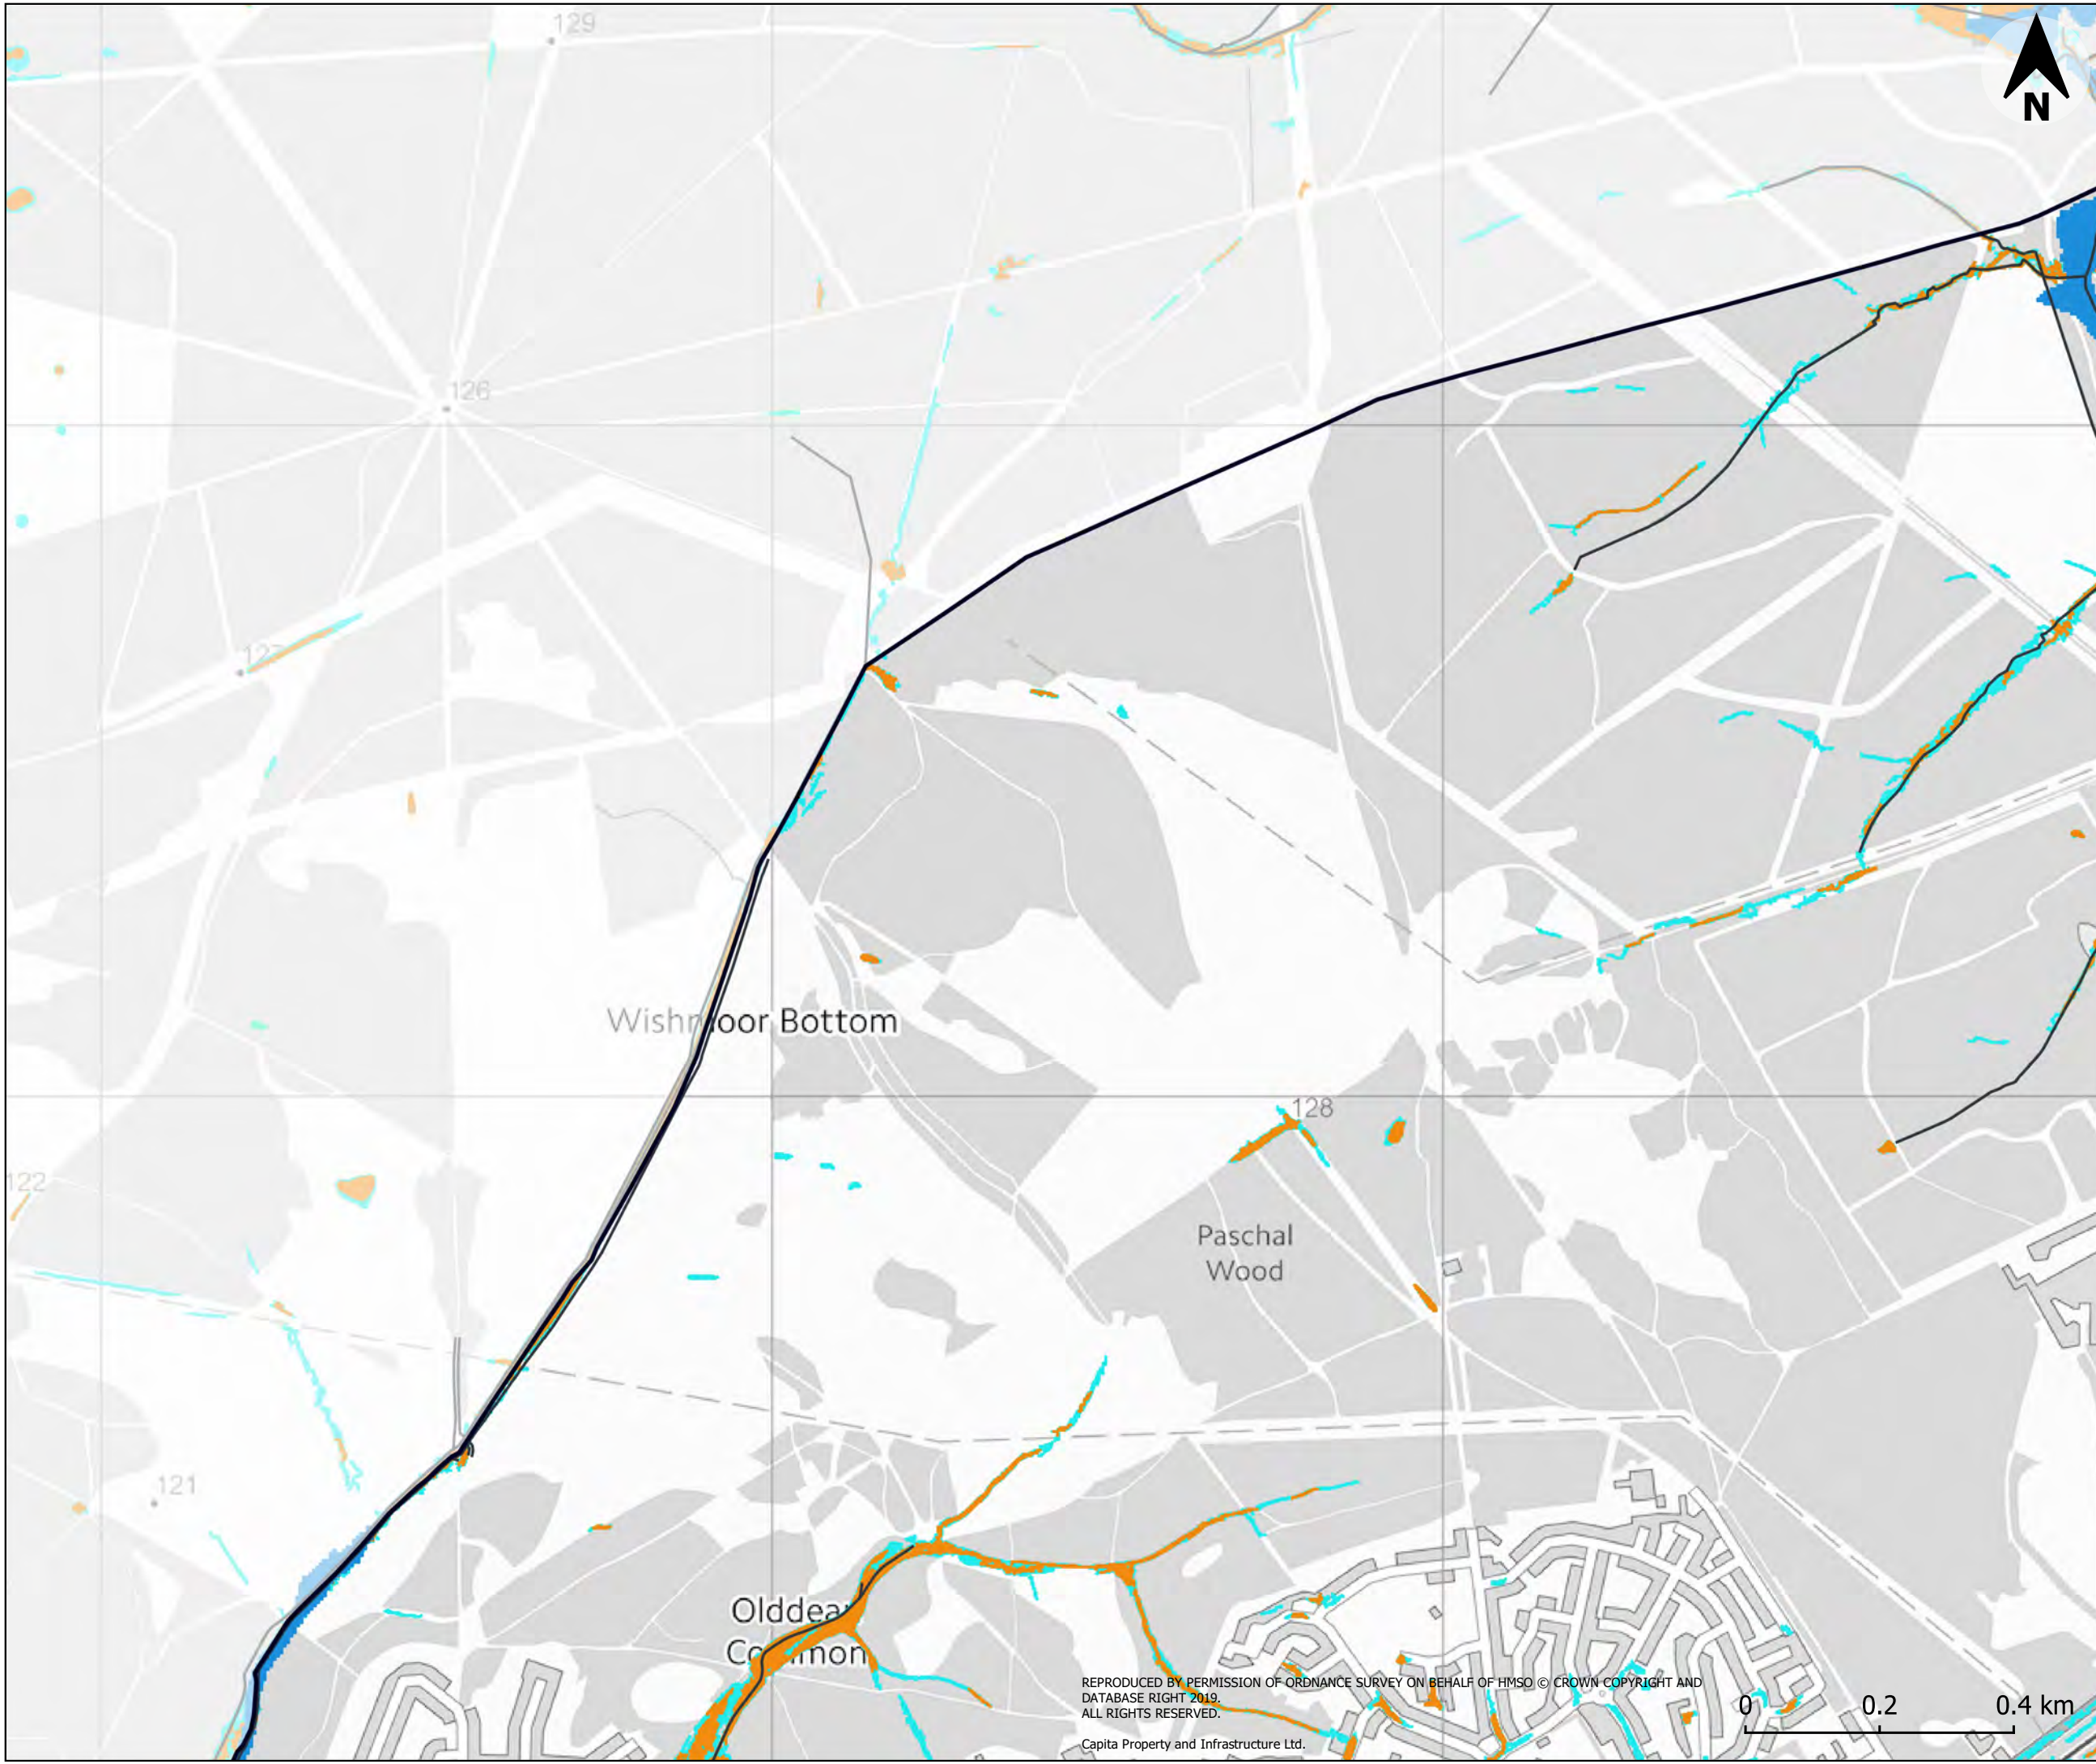 129
N
126
127
Wishmoor Bottom
128
122
Paschal
Wood
121
Olddean
Common
REPRODUCED BY PERMISSION OF ORDNANCE SURVEY ON BEHALF OF HMSO © CROWN COPYRIGHT AND
DATABASE RIGHT 2019.
ALL RIGHTS RESERVED.
Capita Property and Infrastructure Ltd.
0 0.2 0.4 km